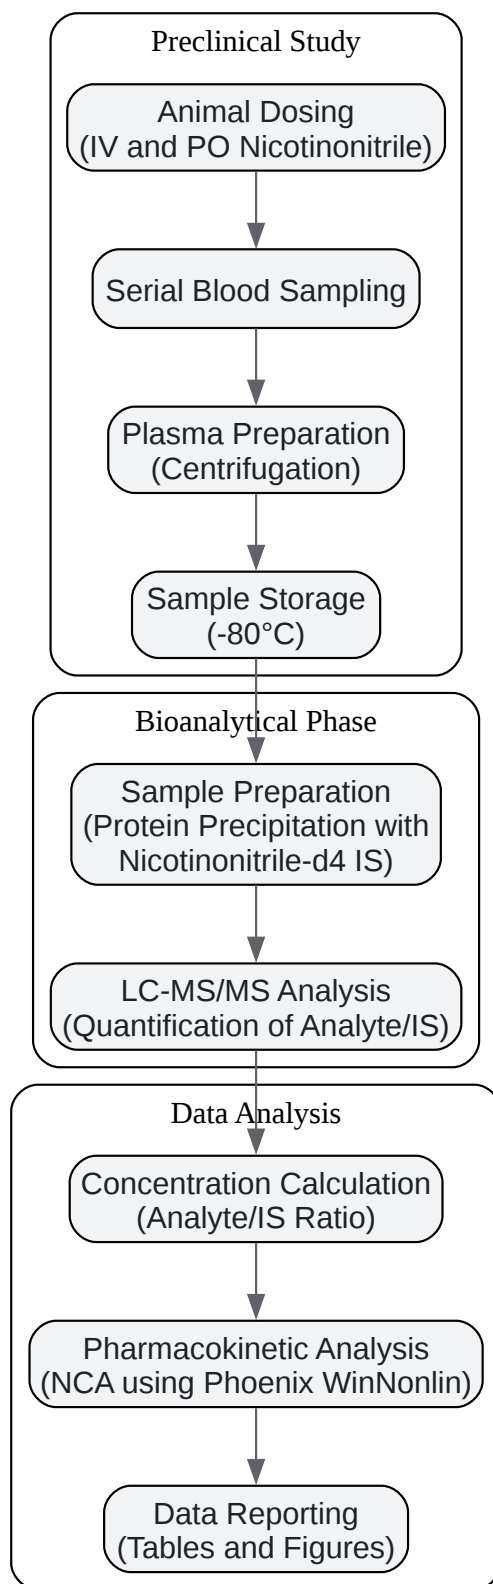 Preclinical Study
Animal Dosing
(IV and PO Nicotinonitrile)
Serial Blood Sampling
Plasma Preparation
(Centrifugation)
Sample Storage
(-80°C)
Bioanalytical Phase
Sample Preparation
(Protein Precipitation with
Nicotinonitrile-d4 IS)
LC-MS/MS Analysis
(Quantification of Analyte/IS)
Data Analysis
Concentration Calculation
(Analyte/IS Ratio)
Pharmacokinetic Analysis
(NCA using Phoenix WinNonlin)
Data Reporting
(Tables and Figures)